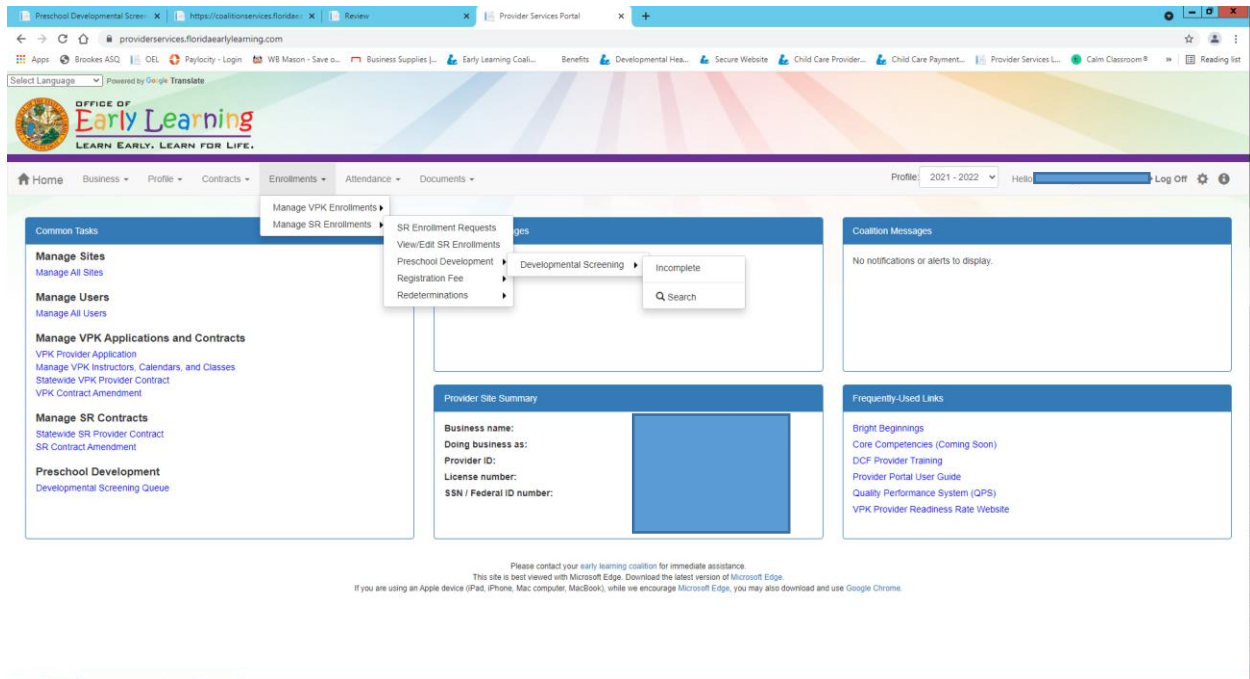 Preschool Developmental Screen
https://coalitionservices.floridaea
Review
Provider Services Portal
providerservices.floridaearlylearning.com
Apps Brookes ASQ OEL Paylocity - Login WB Mason - Save o... Business Supplies |... Early Learning Coali... Benefits Developmental Hea... Secure Website Child Care Provider... Child Care Payment... Provider Services L... Calm Classroom® » Reading list
Select Language Powered by Google Translate
OFFICE OF
Early Learning
LEARN EARLY. LEARN FOR LIFE.
Home Business Profile Contracts Enrollments Attendance Documents Profile: 2021 - 2022 Hello Log Off
Manage VPK Enrollments
Manage SR Enrollments
SR Enrollment Requests
View/Edit SR Enrollments
Preschool Development
Registration Fee
Redeterminations
Developmental Screening
Incomplete
Search
Common Tasks
Manage Sites
Manage All Sites
Manage Users
Manage All Users
Manage VPK Applications and Contracts
VPK Provider Application
Manage VPK Instructors, Calendars, and Classes
Statewide VPK Provider Contract
VPK Contract Amendment
Manage SR Contracts
Statewide SR Provider Contract
SR Contract Amendment
Preschool Development
Developmental Screening Queue
ges
Coalition Messages
No notifications or alerts to display.
Provider Site Summary
Business name:
Doing business as:
Provider ID:
License number:
SSN / Federal ID number:
Frequently-Used Links
Bright Beginnings
Core Competencies (Coming Soon)
DCF Provider Training
Provider Portal User Guide
Quality Performance System (QPS)
VPK Provider Readiness Rate Website
Please contact your early learning coalition for immediate assistance.
This site is best viewed with Microsoft Edge. Download the latest version of Microsoft Edge.
If you are using an Apple device (iPad, iPhone, Mac computer, MacBook), while we encourage Microsoft Edge, you may also download and use Google Chrome.